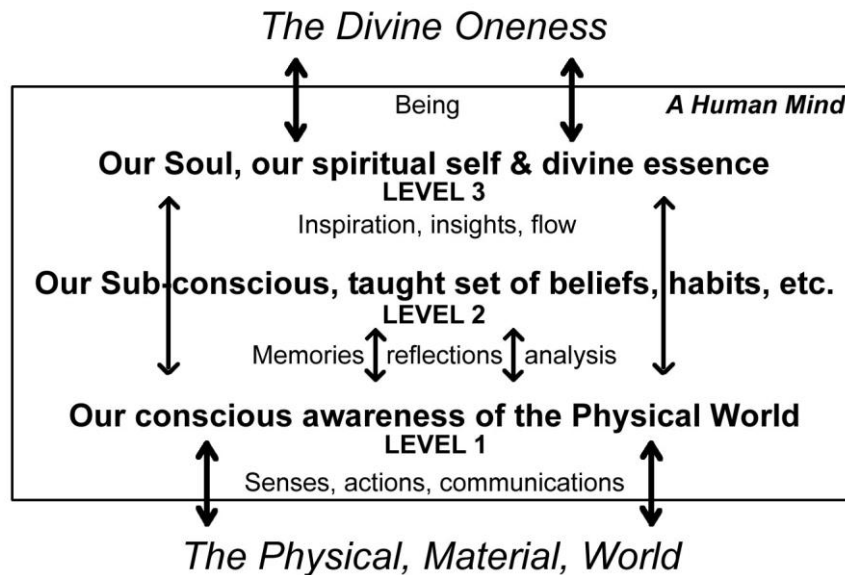 The Divine Oneness
Being
A Human Mind
Our Soul, our spiritual self & divine essence
LEVEL 3
Inspiration, insights, flow
Our Sub-conscious, taught set of beliefs, habits, etc.
LEVEL 2
Memories reflections analysis
Our conscious awareness of the Physical World
LEVEL 1
Senses, actions, communications
The Physical, Material, World